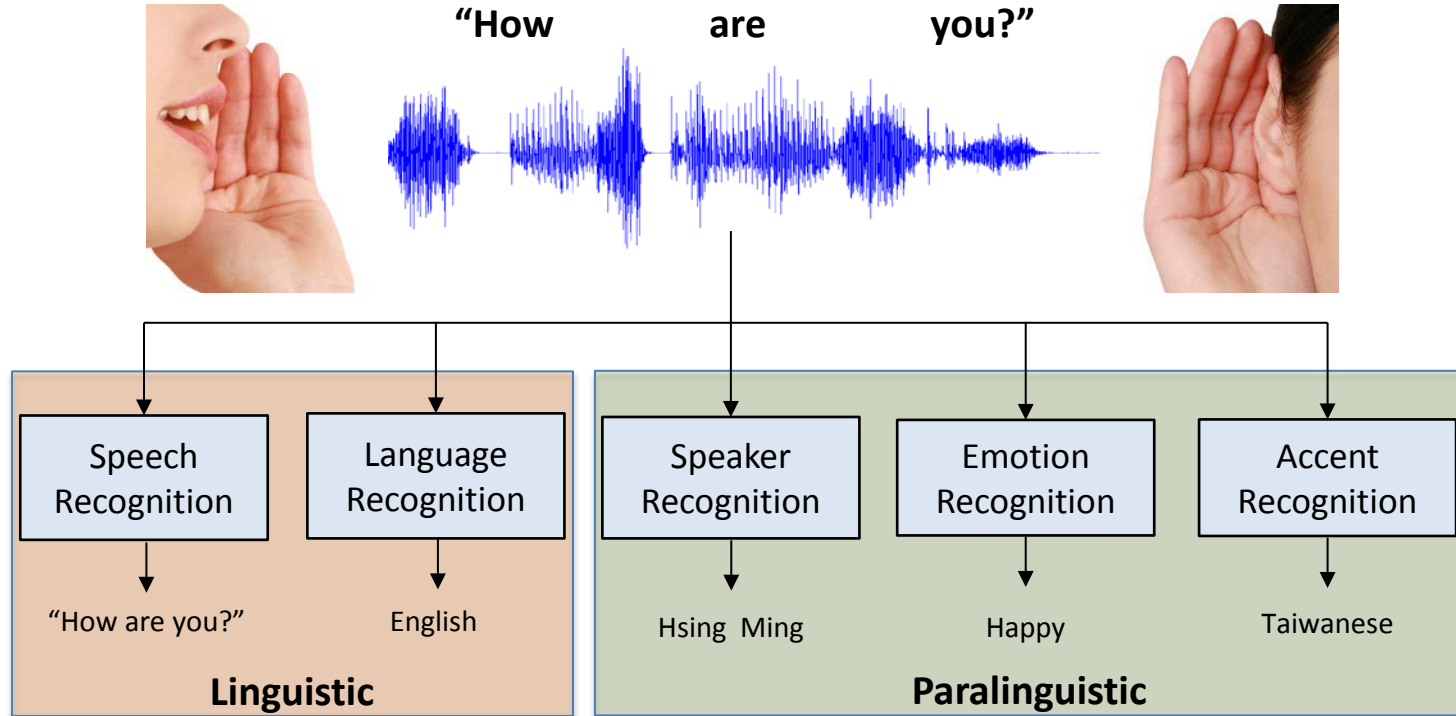 “How are you?”
Speech
Recognition
Language
Recognition
Speaker
Recognition
Emotion
Recognition
Accent
Recognition
“How are you?”
English
Hsing Ming
Happy
Taiwanese
Linguistic
Paralinguistic